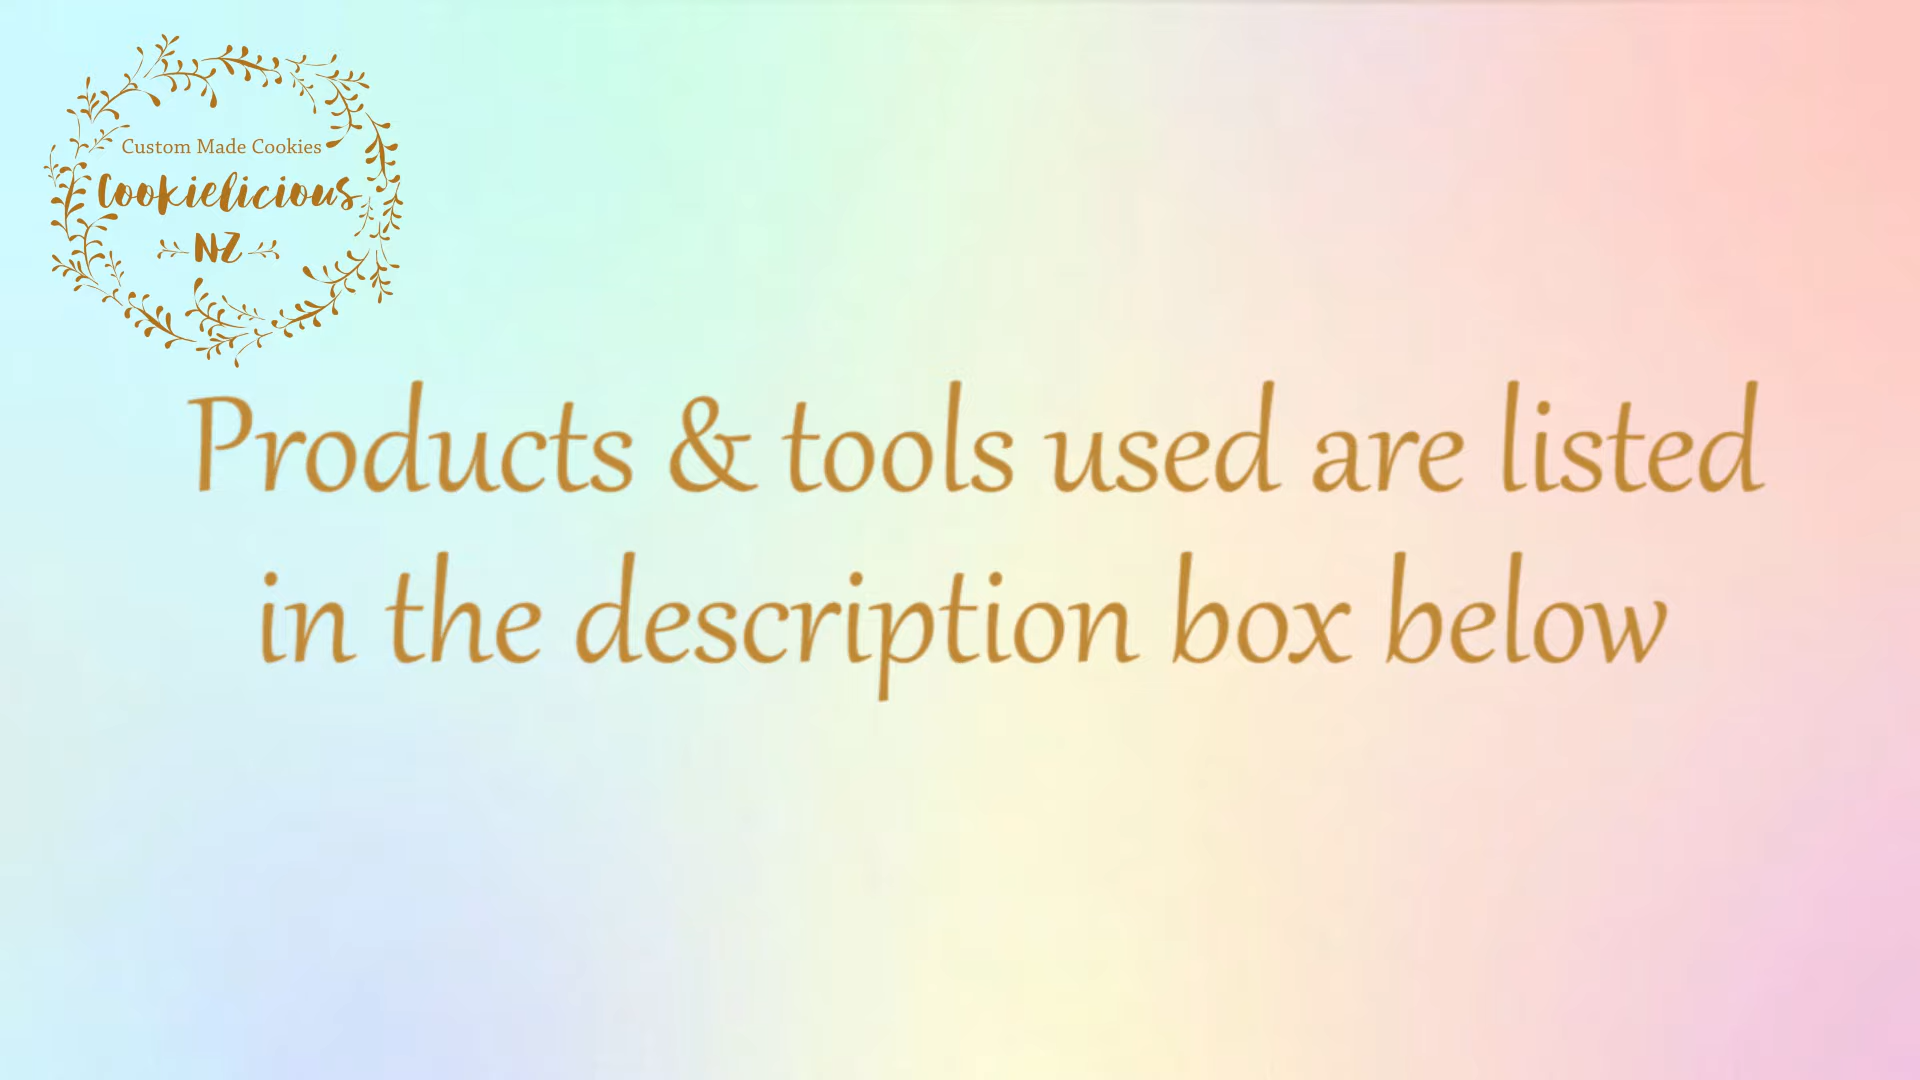 Custom Made Cookies
Cookielicious
NZ
Products & tools used are listed
in the description box below